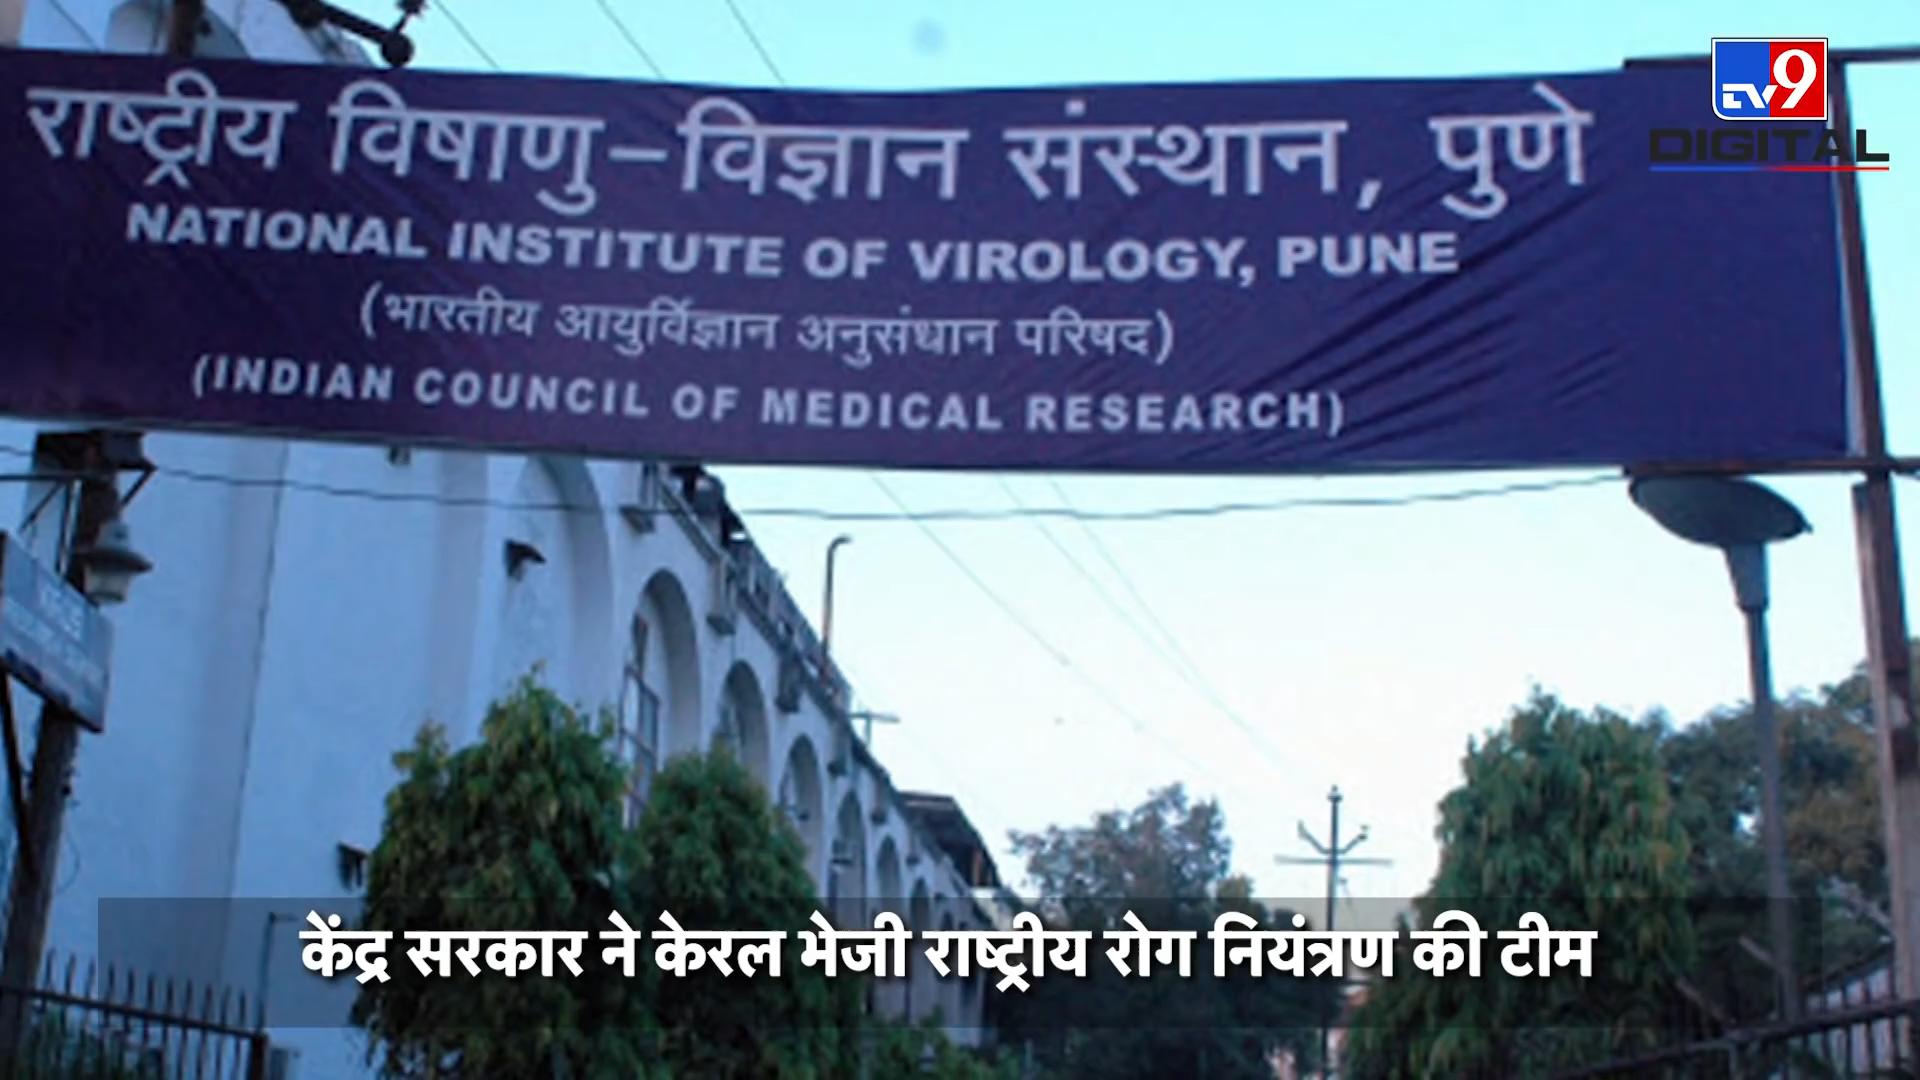 राष्ट्रीय विषाणु-विज्ञान संस्थान, पुणे
NATIONAL INSTITUTE OF VIROLOGY, PUNE
(भारतीय आयुर्विज्ञान अनुसंधान परिषद)
(INDIAN COUNCIL OF MEDICAL RESEARCH)
TV9
DIGITAL
केंद्र सरकार ने केरल भेजी राष्ट्रीय रोग नियंत्रण की टीम